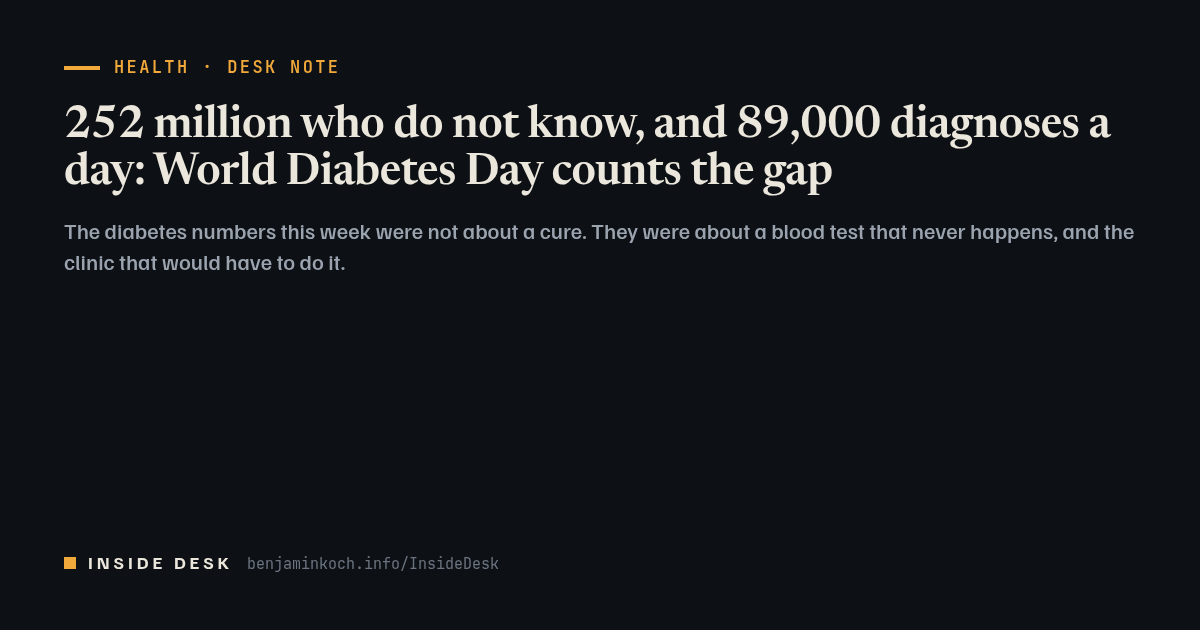 HEALTH · DESK NOTE
252 million who do not know, and 89,000 diagnoses a
day: World Diabetes Day counts the gap
The diabetes numbers this week were not about a cure. They were about a blood test that never happens, and the
clinic that would have to do it.
INSIDE DESK benjaminkoch.info/InsideDesk